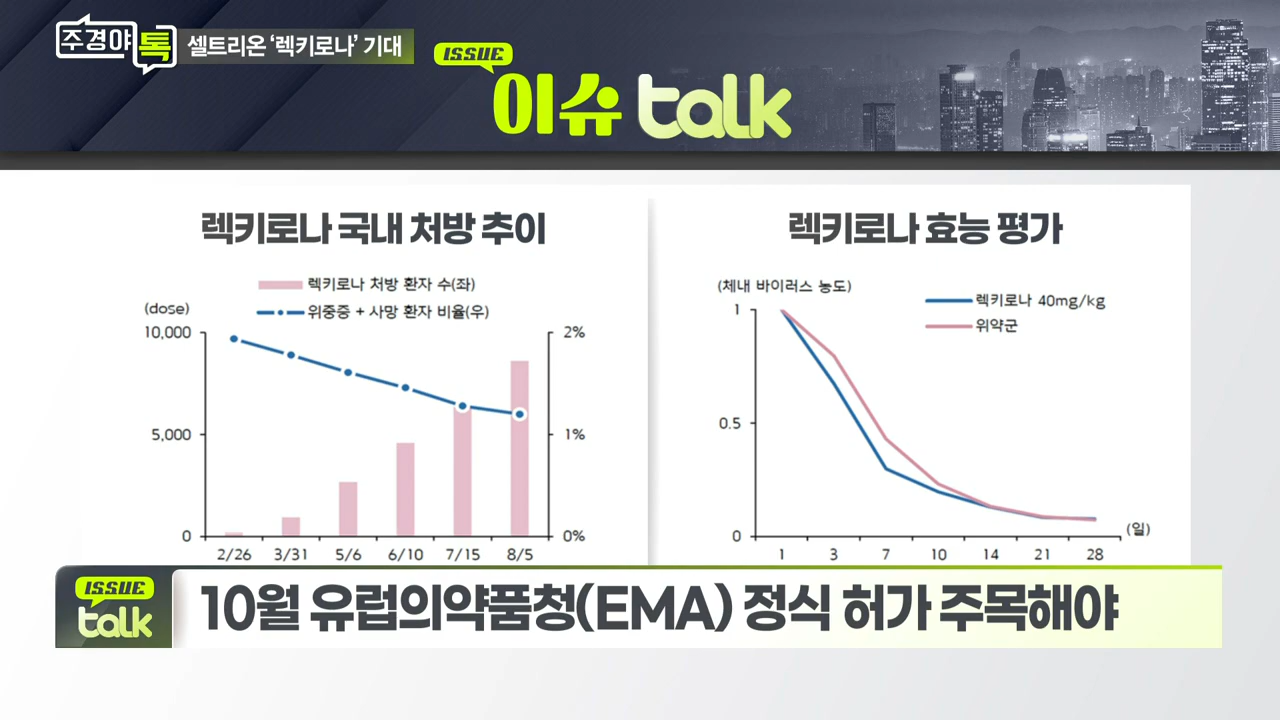 주경야톡
셀트리온 ‘렉키로나’ 기대
ISSUE
이슈 talk
렉키로나 국내 처방 추이
렉키로나 처방 환자 수(좌)
위중증 + 사망 환자 비율(우)
(dose)
10,000
5,000
0
2%
1%
0%
2/26 3/31 5/6 6/10 7/15 8/5
렉키로나 효능 평가
(체내 바이러스 농도)
렉키로나 40mg/kg
위약군
1
0.5
0
(일)
1 3 7 10 14 21 28
ISSUE
talk
10월 유럽의약품청(EMA) 정식 허가 주목해야